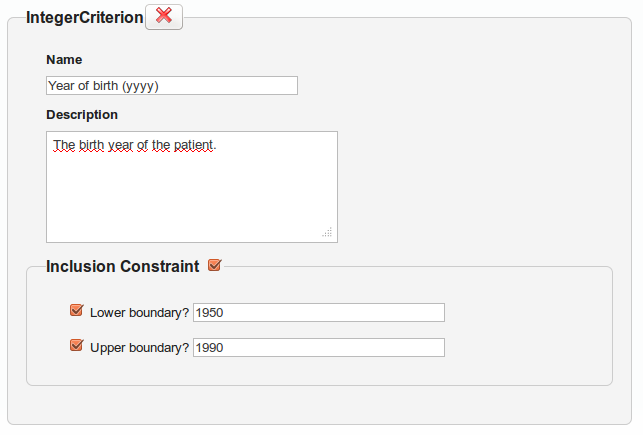 IntegerCriterion
Name
Year of birth (yyyy)
Description
The birth year of the patient.
Inclusion Constraint
Lower boundary? 1950
Upper boundary? 1990